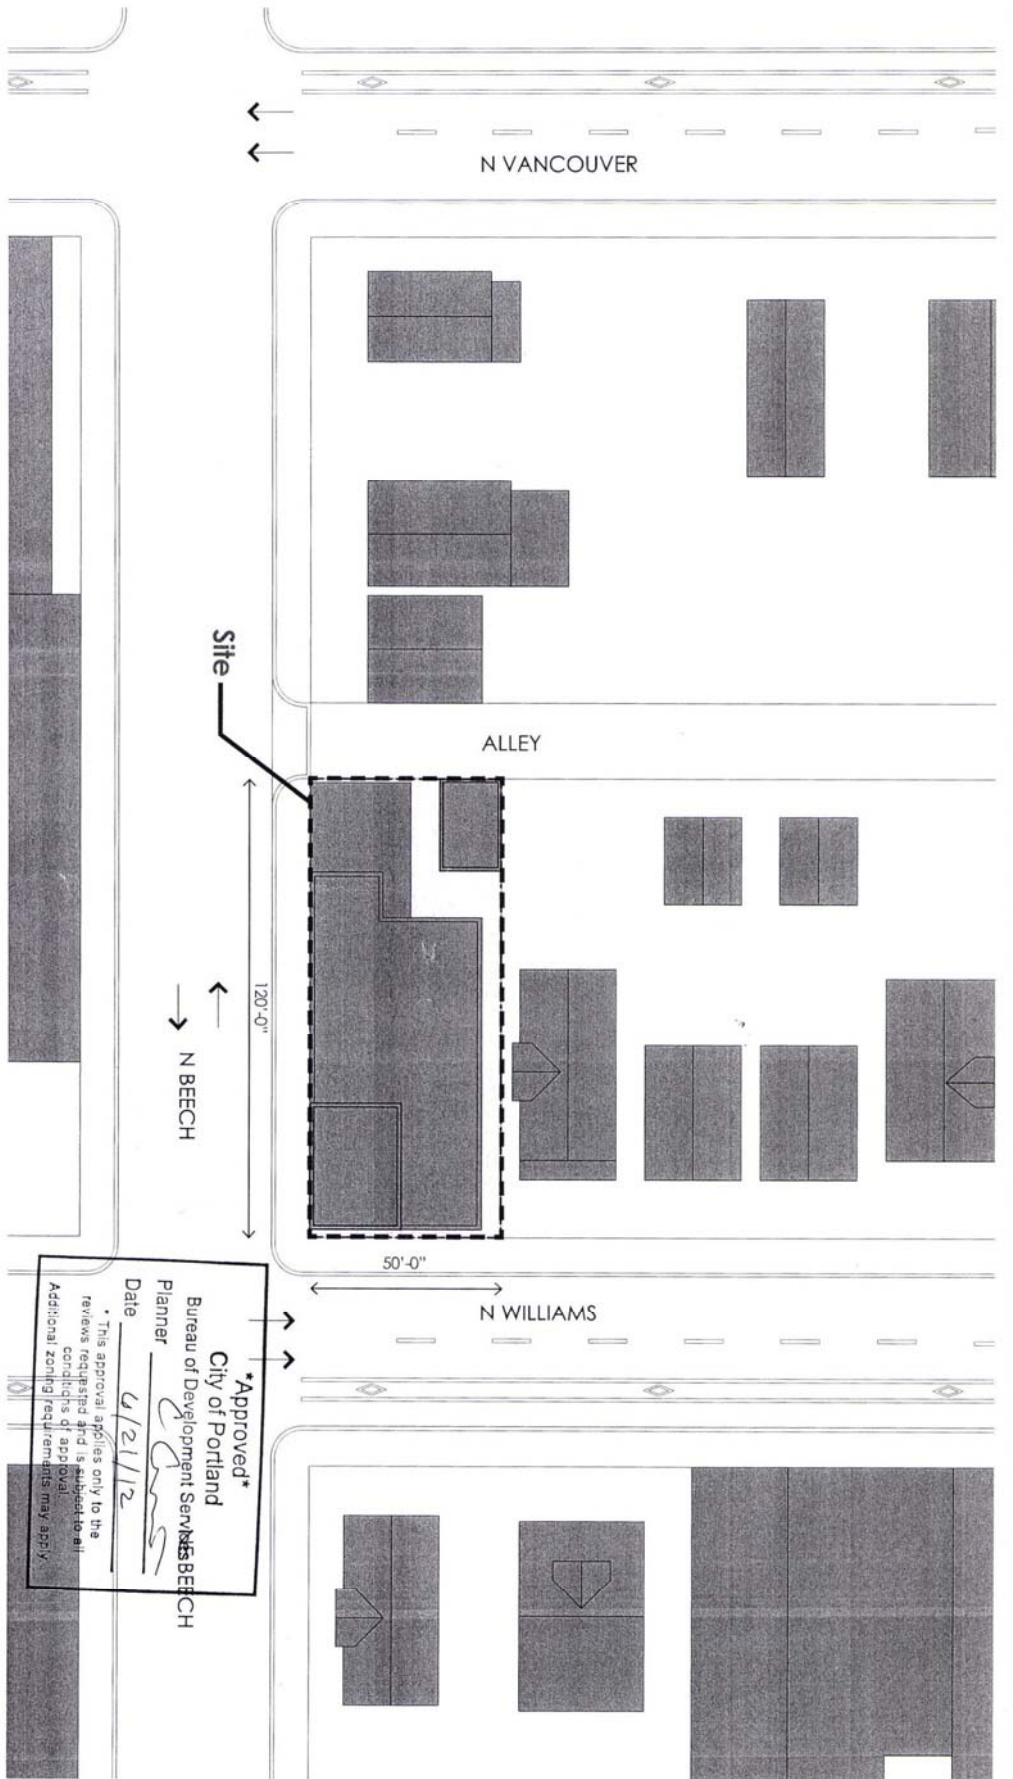 N VANCOUVER
Site
ALLEY
120'-0"
N BEECH
50'-0"
N WILLIAMS
*Approved*
City of Portland
Bureau of Development Services
NE BEECH
Planner
Date 6/21/12
* This approval applies only to the
reviews requested and is subject to all
conditions of approval.
Additional zoning requirements may apply.